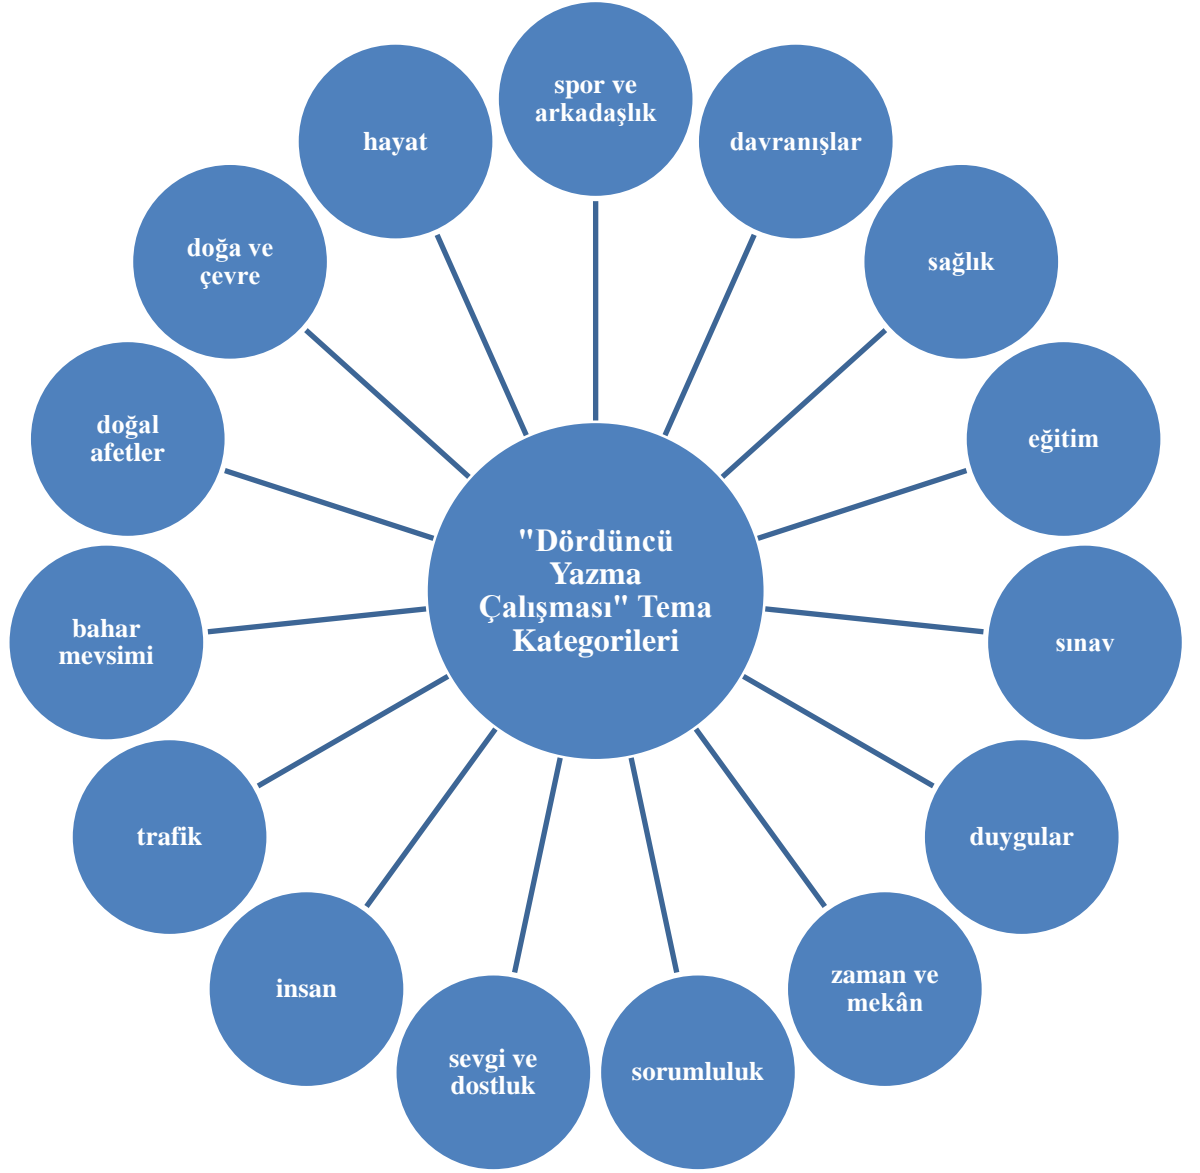 spor ve
arkadaşlık
davranışlar
sağlık
eğitim
sınav
duygular
zaman ve
mekân
sorumluluk
sevgi ve
dostluk
insan
trafik
bahar
mevsimi
doğal
afetler
doğa ve
çevre
hayat
"Dördüncü
Yazma
Çalışması" Tema
Kategorileri